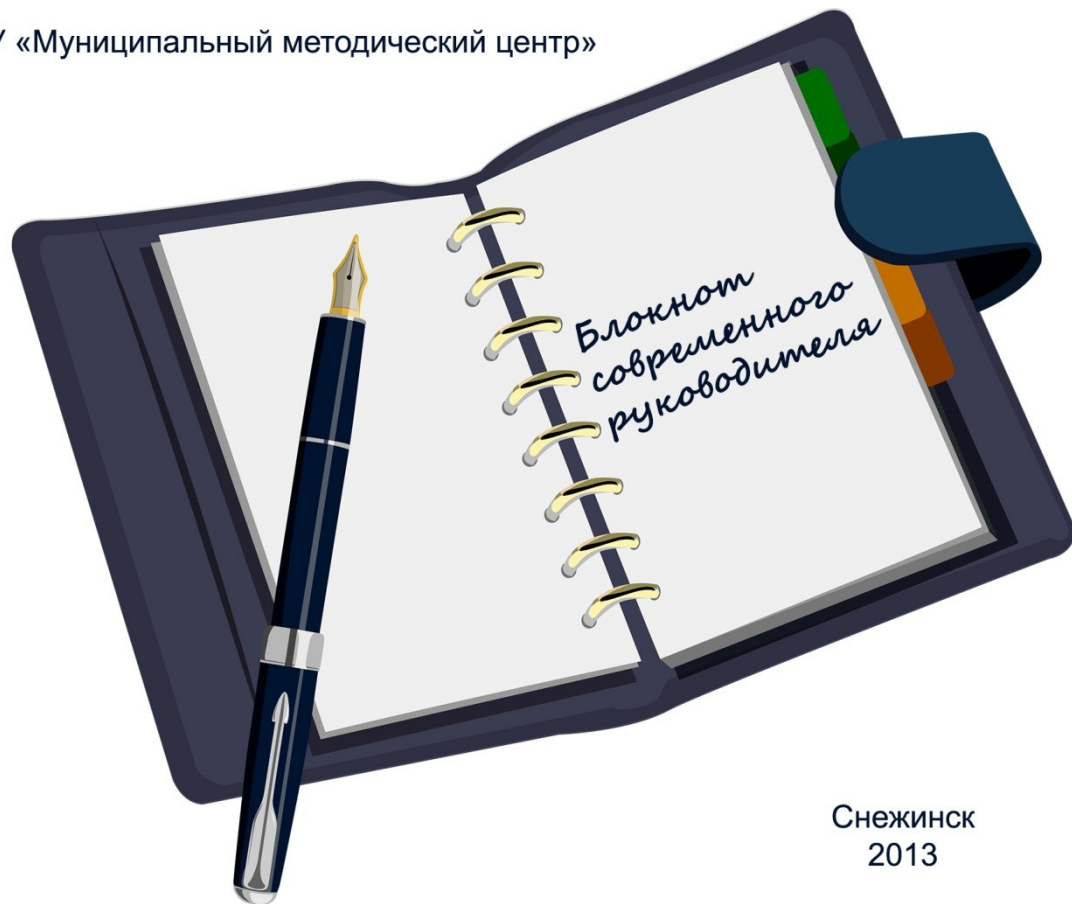 «Муниципальный методический центр»
Блокнот
современного
руководителя
Снежинск
2013